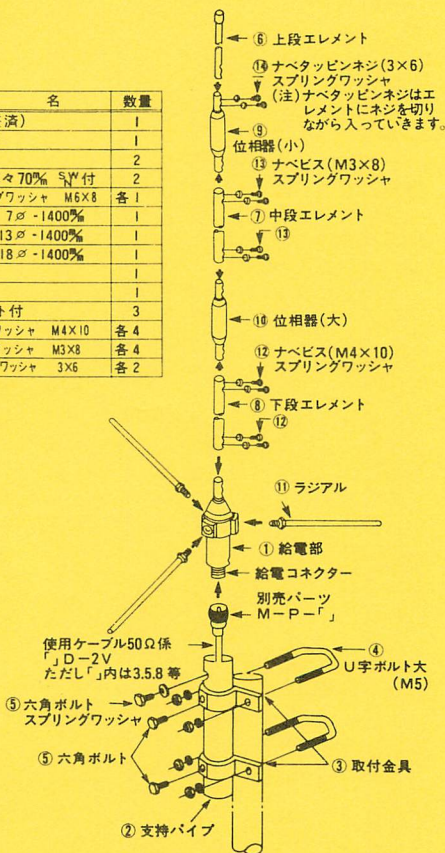 名 数量
済) 1
1
2
々70m/m SW N付 2
グワッシャ M6×8 各1
7ø -1400m/m 1
13ø -1400m/m 1
18ø -1400m/m 1
1
1
ト付 3
ワッシャ M4×10 各4
ッシャ M3×8 各4
ワッシャ 3×6 各2
⑥ 上段エレメント
⑭ ナベタッピンネジ(3×6)
スプリングワッシャ
(注)ナベタッピンネジはエ
レメントにネジを切り
ながら入っていきます。
⑨
位相器(小)
⑬ ナベビス(M3×8)
スプリングワッシャ
⑦ 中段エレメント
⑬
⑩ 位相器(大)
⑫ ナベビス(M4×10)
スプリングワッシャ
⑧ 下段エレメント
⑫
⑪ ラジアル
① 給電部
給電コネクター
別売パーツ
M-P-「」
使用ケーブル50Ω係
「」D-2V
ただし「」内は3.5.8 等
④
U字ボルト大
(M5)
⑤ 六角ボルト
スプリングワッシャ
⑤ 六角ボルト
③ 取付金具
② 支持パイプ